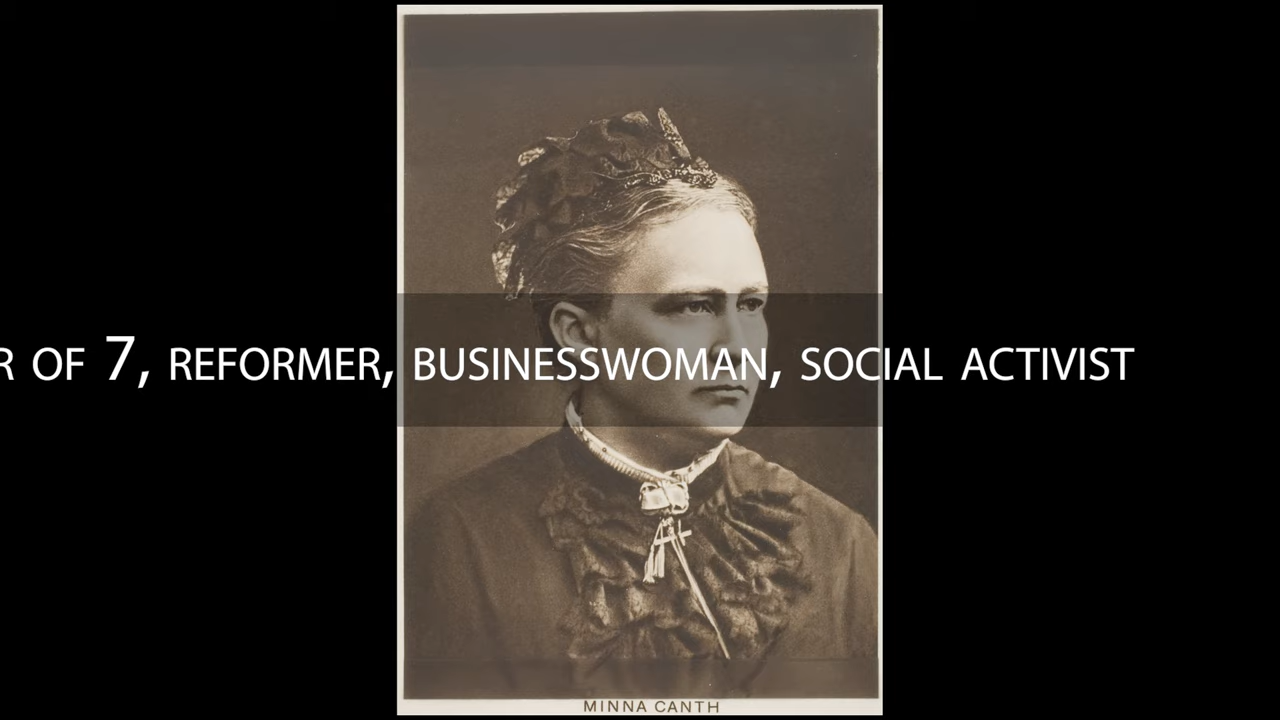 R OF 7, REFORMER, BUSINESSWOMAN, SOCIAL ACTIVIST
MINNA CANTH